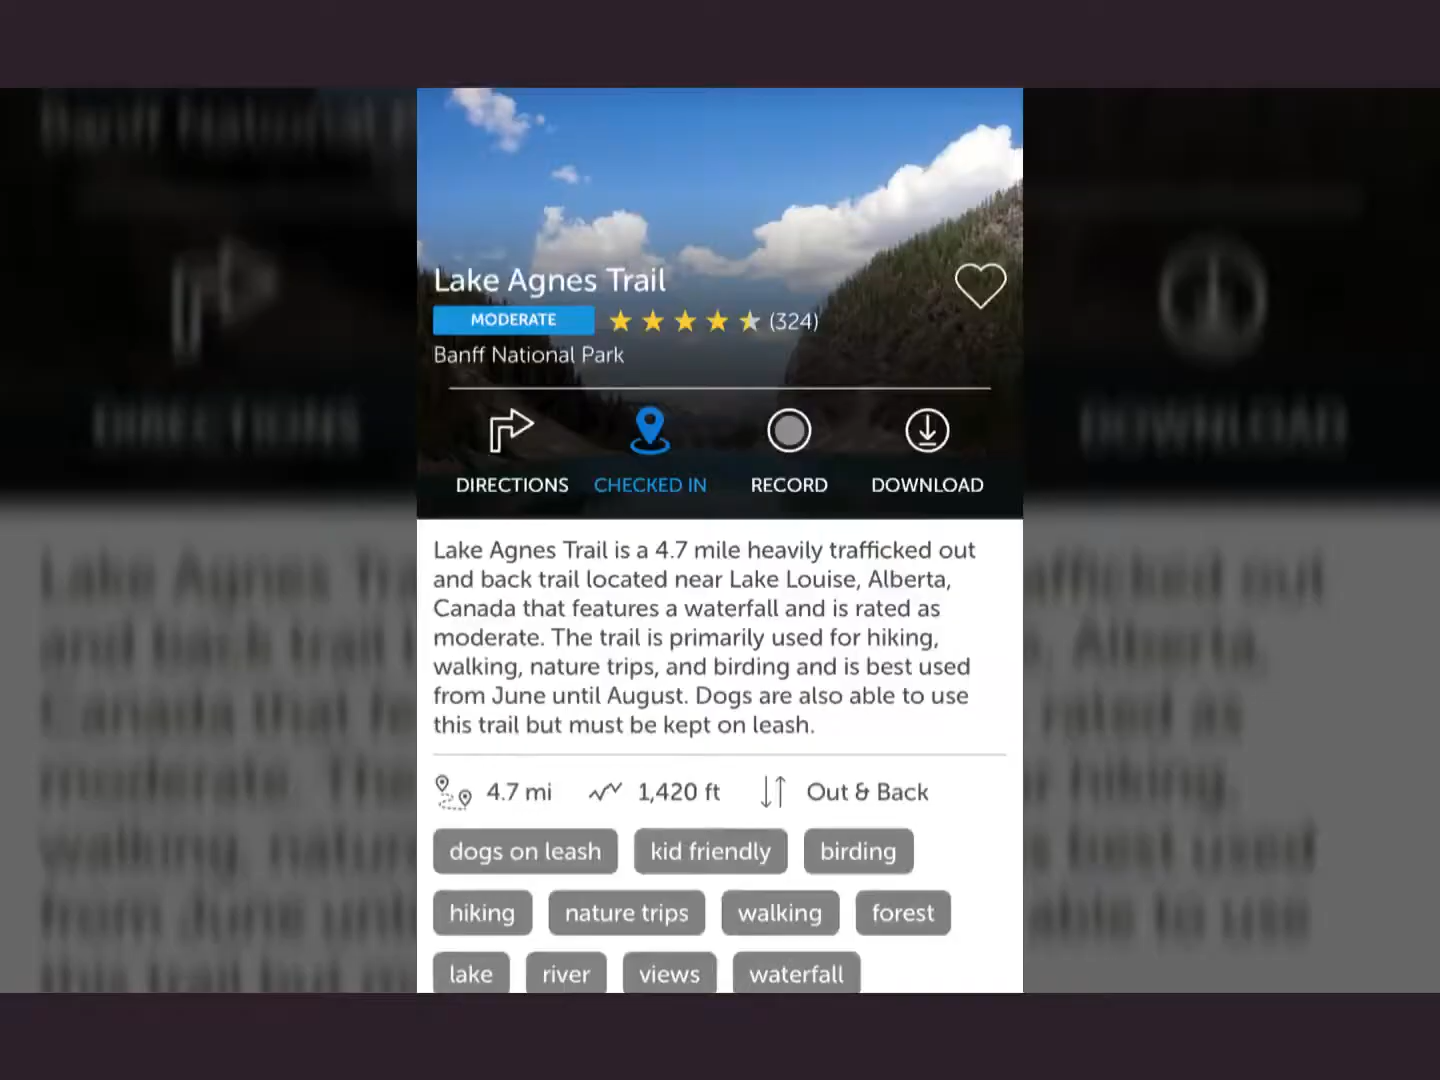 Lake Agnes Trail
MODERATE (324)
Banff National Park
DIRECTIONS CHECKED IN RECORD DOWNLOAD
Lake Agnes Trail is a 4.7 mile heavily trafficked out
and back trail located near Lake Louise, Alberta,
Canada that features a waterfall and is rated as
moderate. The trail is primarily used for hiking,
walking, nature trips, and birding and is best used
from June until August. Dogs are also able to use
this trail but must be kept on leash.
4.7 mi 1,420 ft Out & Back
dogs on leash kid friendly birding
hiking nature trips walking forest
lake river views waterfall